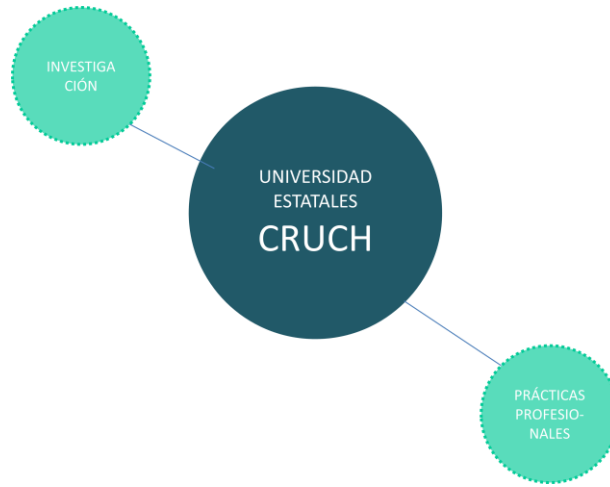 INVESTIGA
CIÓN
UNIVERSIDAD
ESTATALES
CRUCH
PRÁCTICAS
PROFESIO-
NALES